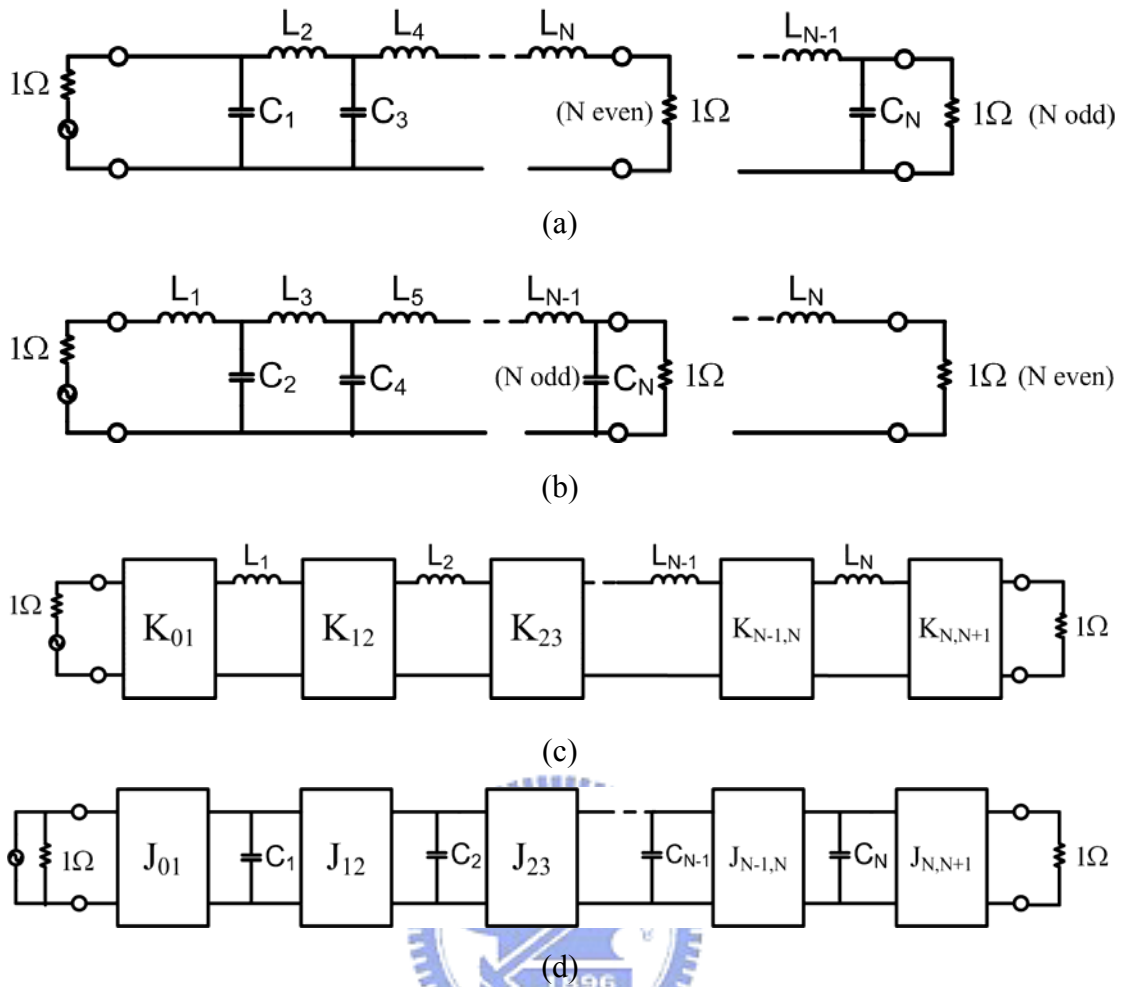 L2 L4 LN LN-1
1Ω C1 C3 (N even) 1Ω CN 1Ω (N odd)
(a)
L1 L3 L5 LN-1 LN
1Ω C2 C4 (N odd) CN 1Ω 1Ω (N even)
(b)
L1 L2 LN-1 LN
1Ω K01 K12 K23 KN-1,N KN,N+1 1Ω
(c)
1Ω J01 C1 J12 C2 J23 CN-1 JN-1,N CN JN,N+1 1Ω
(d)
1896